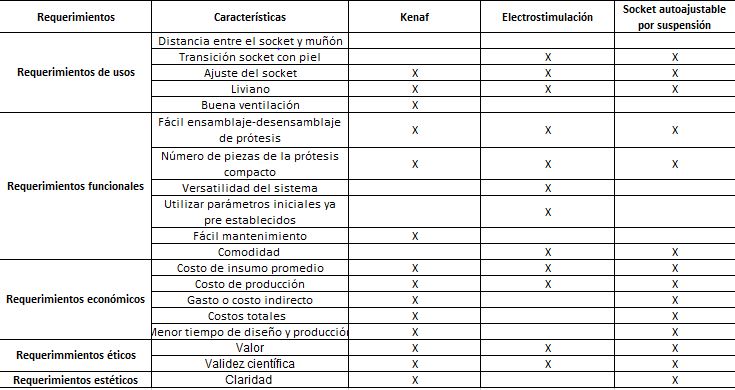 Requerimientos Características Kenaf Electrostimulación Socket autoajustable por suspensión
Requerimientos de usos
Distancia entre el socket y muñón
Transición socket con piel X X
Ajuste del socket X X X
Liviano X X X
Buena ventilación X
Requerimientos funcionales
Fácil ensamblaje-desensamblaje
de prótesis X X X
Número de piezas de la prótesis
compacto X X X
Versatilidad del sistema X
Utilizar parámetros iniciales ya
pre establecidos X
Fácil mantenimiento X
Comodidad X X
Requerimientos económicos
Costo de insumo promedio X X X
Costo de producción X X X
Gasto o costo indirecto X X
Costos totales X X
Menor tiempo de diseño y producción X X
Requerimmientos éticos
Valor X X X
Validez científica X X X
Requerimientos estéticos Claridad X X